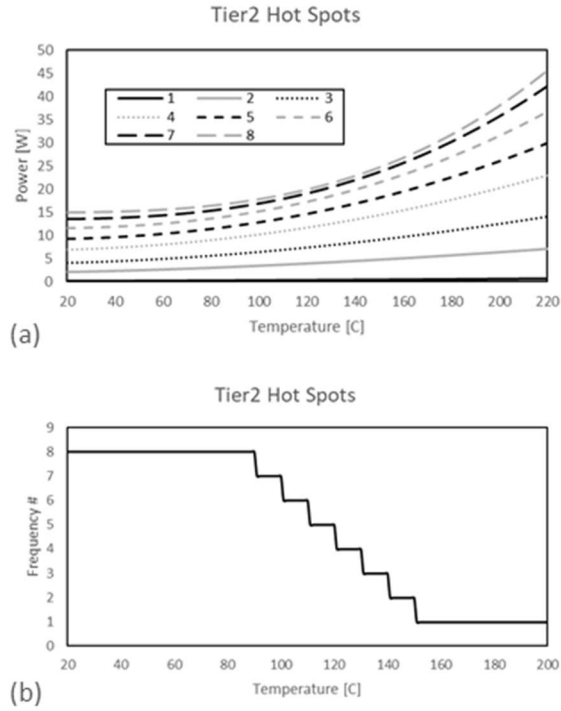 Tier2 Hot Spots
50
45
40
35
30
25
20
15
10
5
0
Power [W]
1 2 3
4 5 6
7 8
20 40 60 80 100 120 140 160 180 200 220
Temperature [C]
(a)
Tier2 Hot Spots
9
8
7
6
5
4
3
2
1
0
Frequency #
20 40 60 80 100 120 140 160 180 200
Temperature [C]
(b)